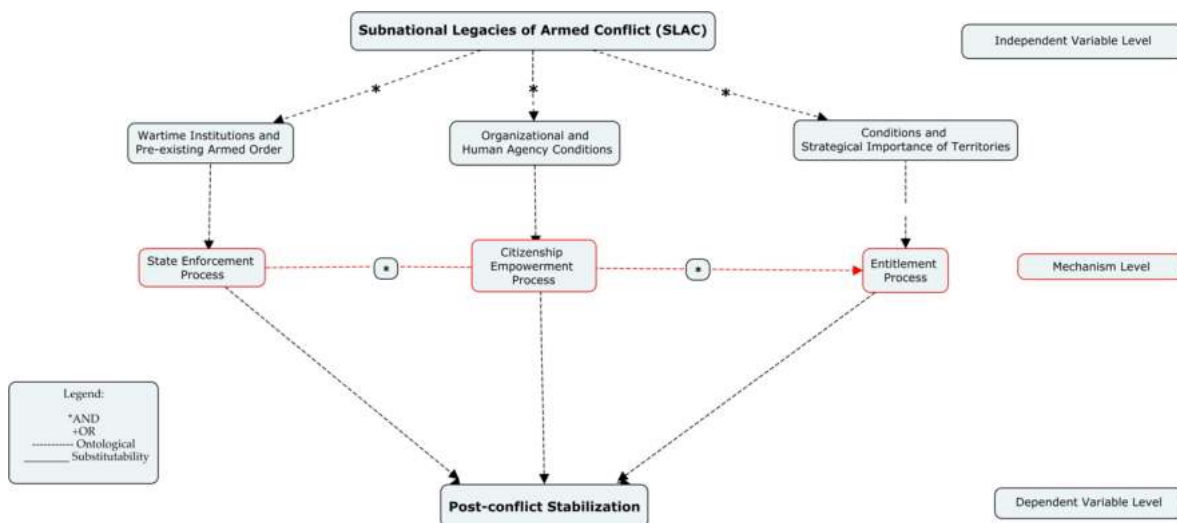 Subnational Legacies of Armed Conflict (SLAC)
Independent Variable Level
*
*
*
Wartime Institutions and
Pre-existing Armed Order
Organizational and
Human Agency Conditions
Conditions and
Strategical Importance of Territories
State Enforcement
Process
*
Citizenship
Empowerment
Process
*
Entitlement
Process
Mechanism Level
Legend:
*AND
+OR
----------- Ontological
________ Substitutability
Post-conflict Stabilization
Dependent Variable Level